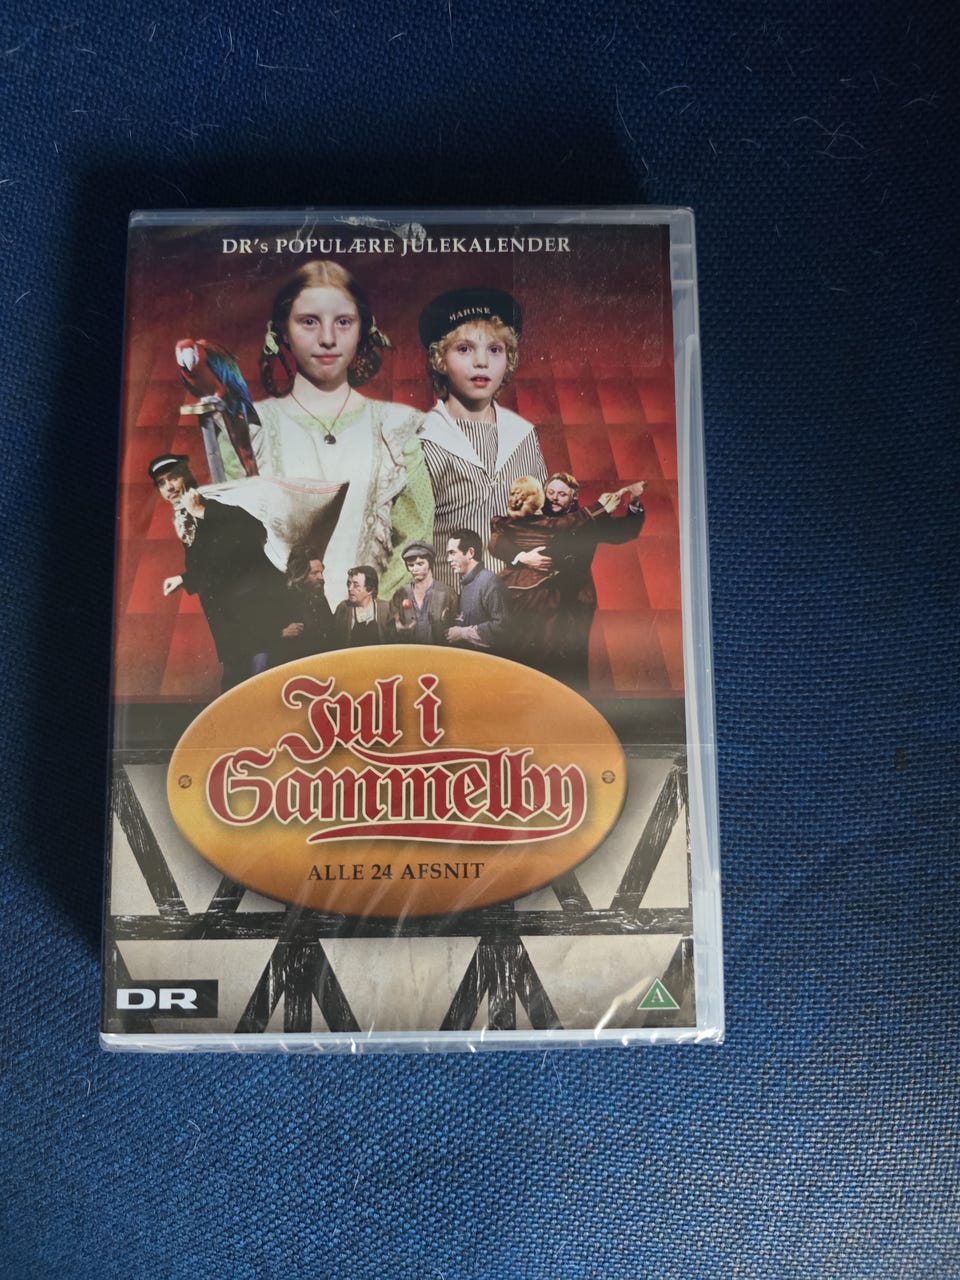 DR's POPULÆRE JULEKALENDER
MARINE
Jul i
Gammelby
ALLE 24 AFSNIT
DR
A